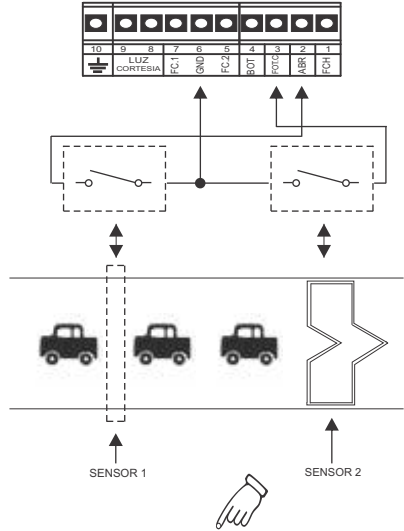 10 9 8 7 6 5 4 3 2 1
LUZ
CORTESIA
FC.1
GND
FC.2
BOT
FOT.C
ABR
FCH
SENSOR 1
SENSOR 2